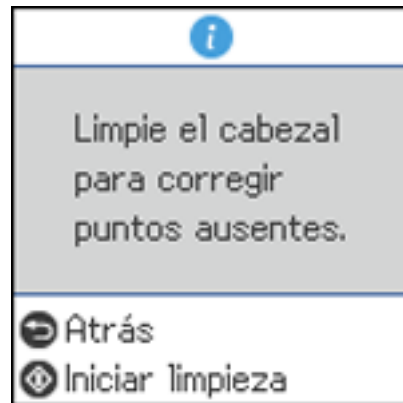 Limpie el cabezal
para corregir
puntos ausentes.
Atrás
Iniciar limpieza